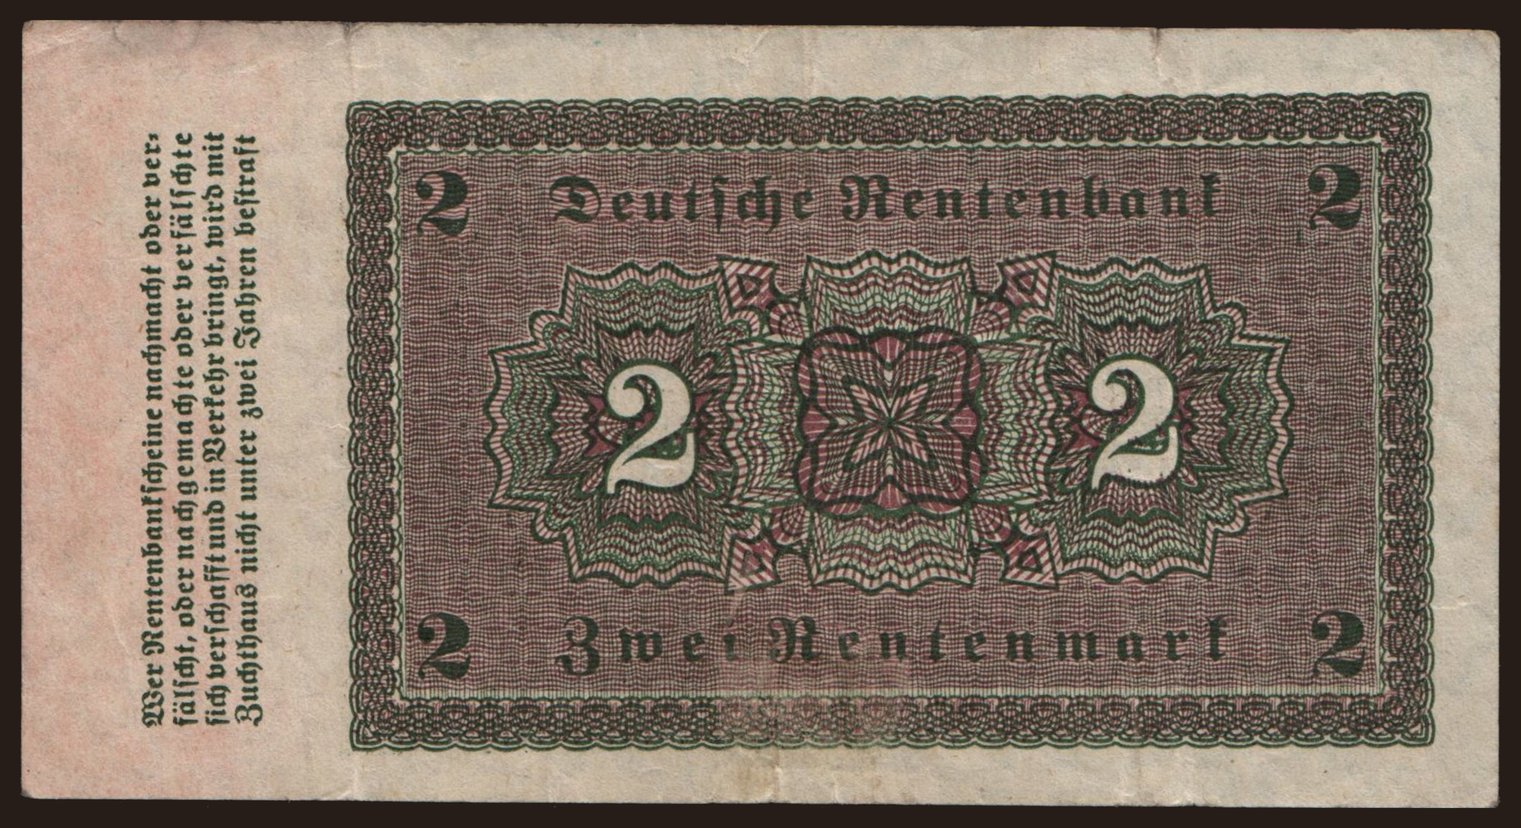 Wer Rentenbankscheine nachmacht oder ver-
fälscht, oder nachgemachte oder verfälschte
sich verschafft und in Verkehr bringt, wird mit
Zuchthaus nicht unter zwei Jahren bestraft
2 Deutsche Rentenbank 2
2 2
2 Zwei Rentenmark 2